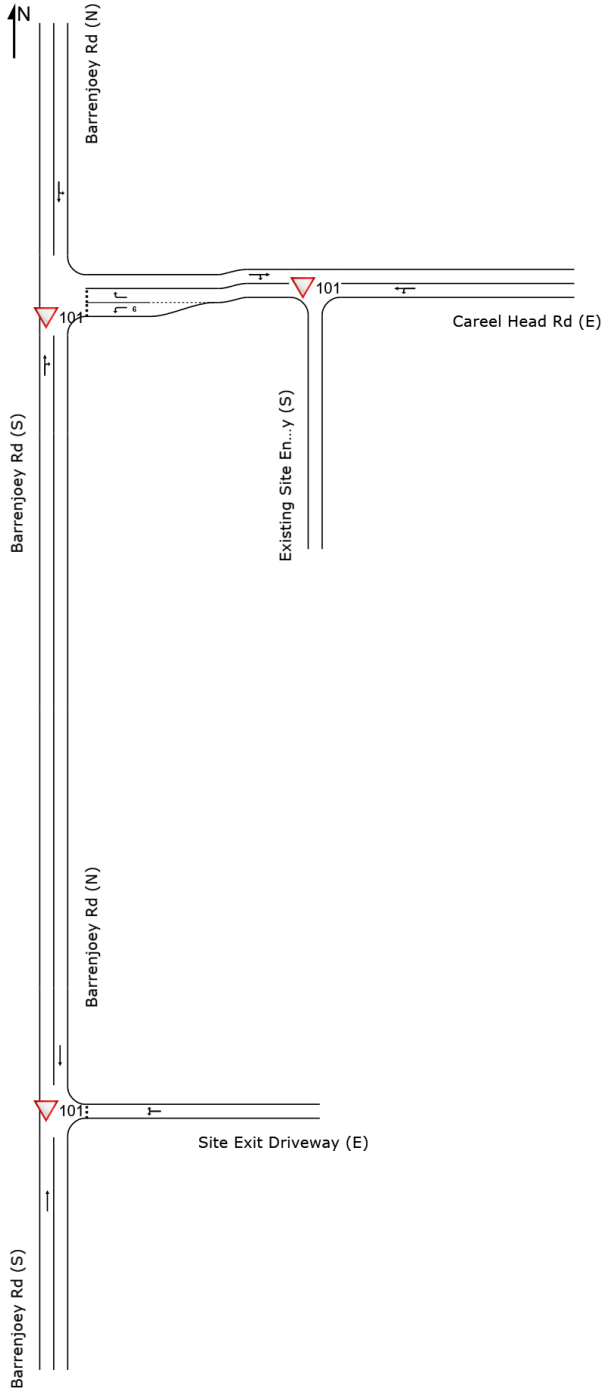 N
Barrenjoey Rd (N)
101
101
6
Careel Head Rd (E)
Barrenjoey Rd (S)
Existing Site En...y (S)
Barrenjoey Rd (N)
101
Site Exit Driveway (E)
Barrenjoey Rd (S)